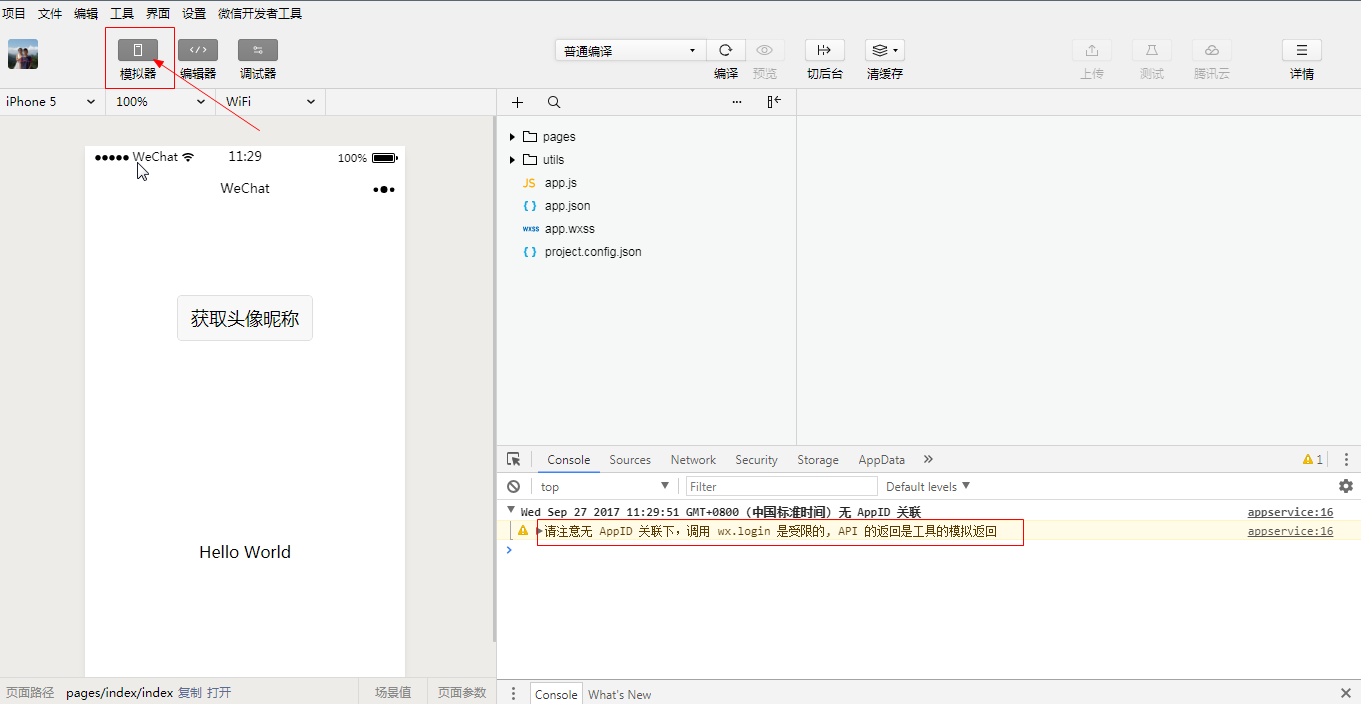 项目 文件 编辑 工具 界面 设置 微信开发者工具
模拟器 编辑器 调试器 普通编译 编译 预览 切后台 清缓存 上传 测试 腾讯云 详情
iPhone 5 100% WiFi
WeChat 11:29 100%
WeChat
获取头像昵称
Hello World
页面路径 pages/index/index 复制 打开 场景值 页面参数
pages
utils
JS app.js
{ } app.json
wxss app.wxss
{ } project.config.json
Console Sources Network Security Storage AppData » 1
top Filter Default levels
Wed Sep 27 2017 11:29:51 GMT+0800 (中国标准时间) 无 AppID 关联 appservice:16
请注意无 AppID 关联下，调用 wx.login 是受限的, API 的返回是工具的模拟返回 appservice:16
Console What's New